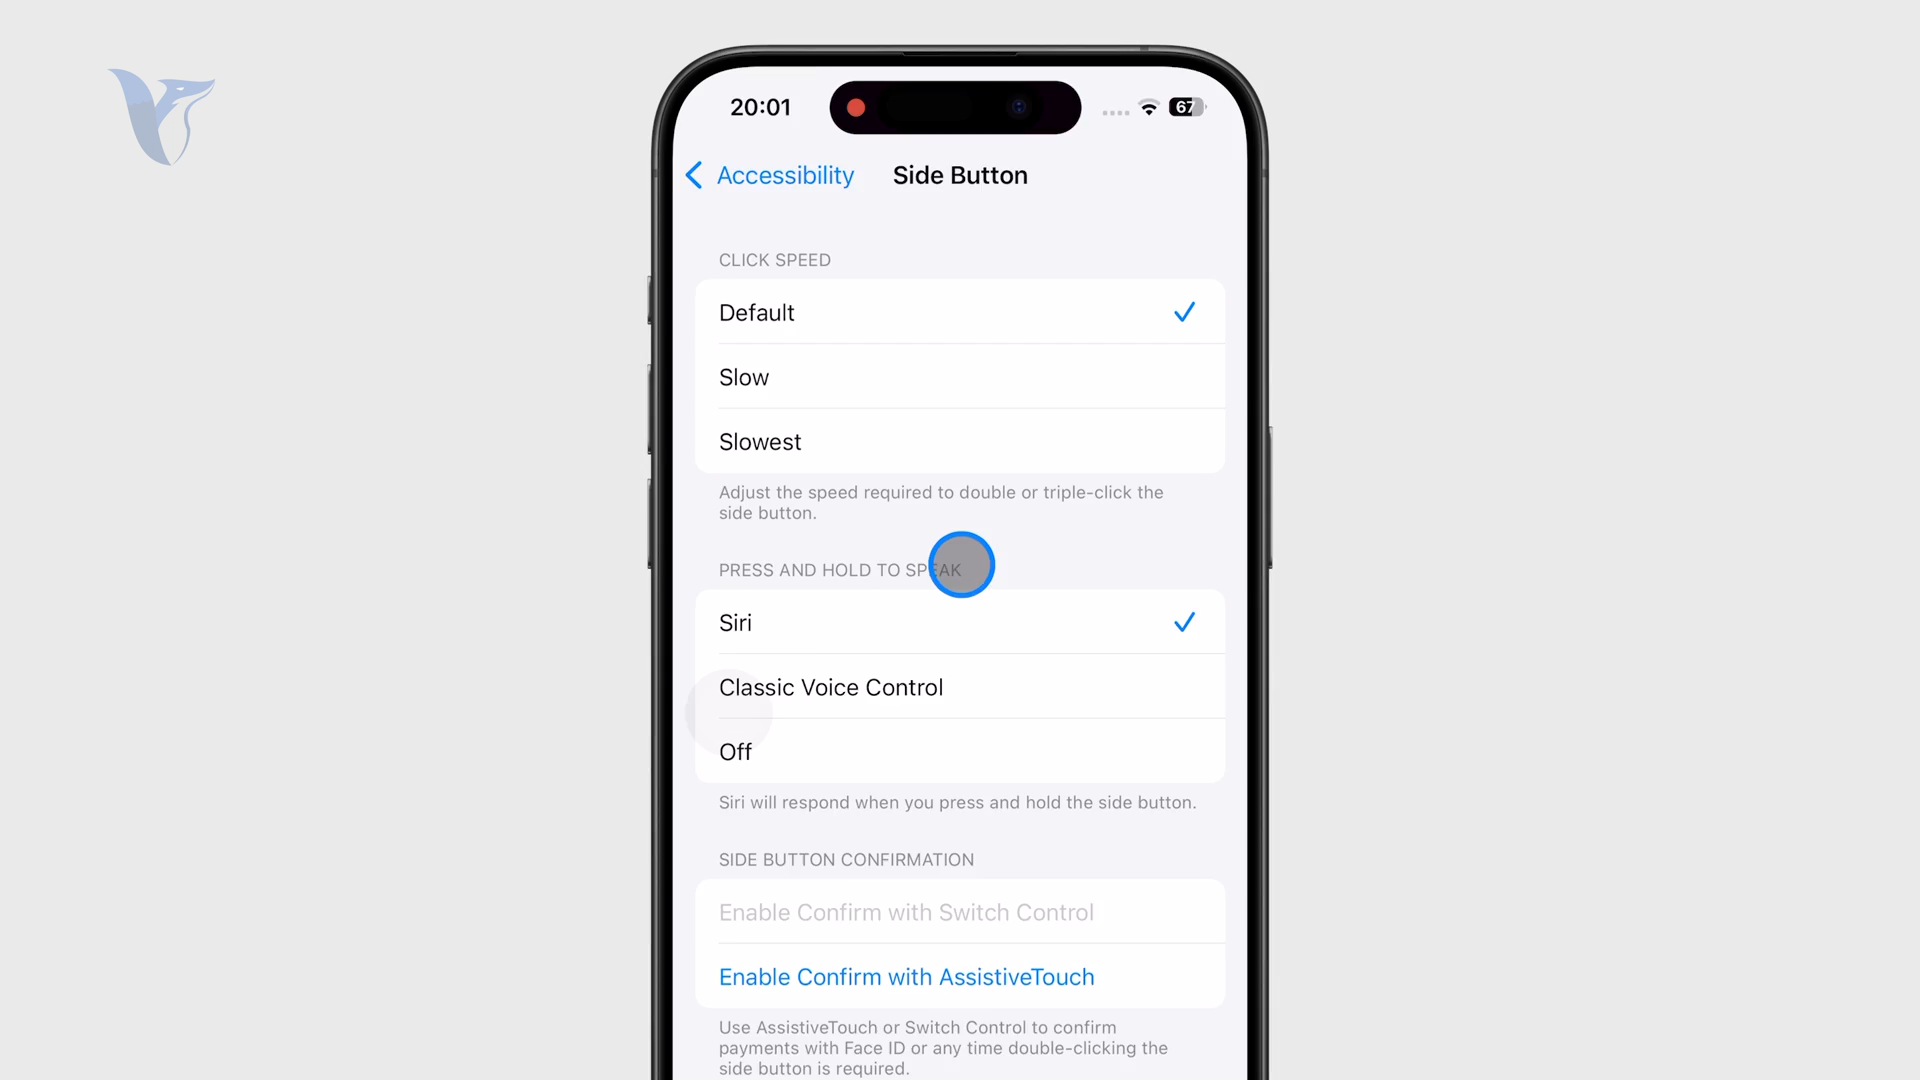 20:01
67
Accessibility
Side Button
CLICK SPEED
Default
Slow
Slowest
Adjust the speed required to double or triple-click the
side button.
PRESS AND HOLD TO SPEAK
Siri
Classic Voice Control
Off
Siri will respond when you press and hold the side button.
SIDE BUTTON CONFIRMATION
Enable Confirm with Switch Control
Enable Confirm with AssistiveTouch
Use AssistiveTouch or Switch Control to confirm
payments with Face ID or any time double-clicking the
side button is required.